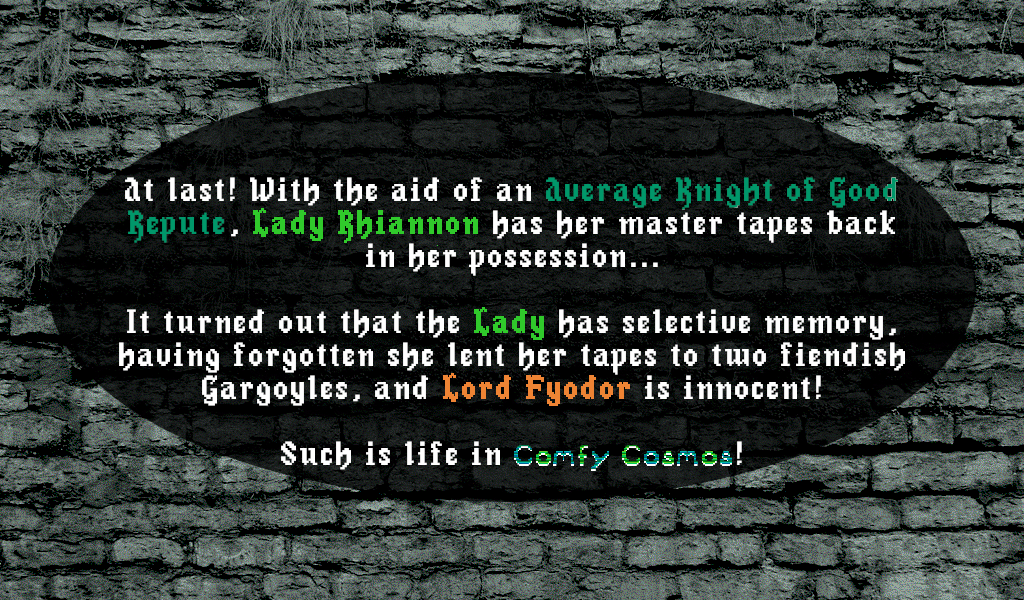 At last! With the aid of an Average Knight of Good
Repute, Lady Rhiannon has her master tapes back
in her possession...
It turned out that the Lady has selective memory,
having forgotten she lent her tapes to two fiendish
Gargoyles, and Lord Fyodor is innocent!
Such is life in Comfy Cosmos!